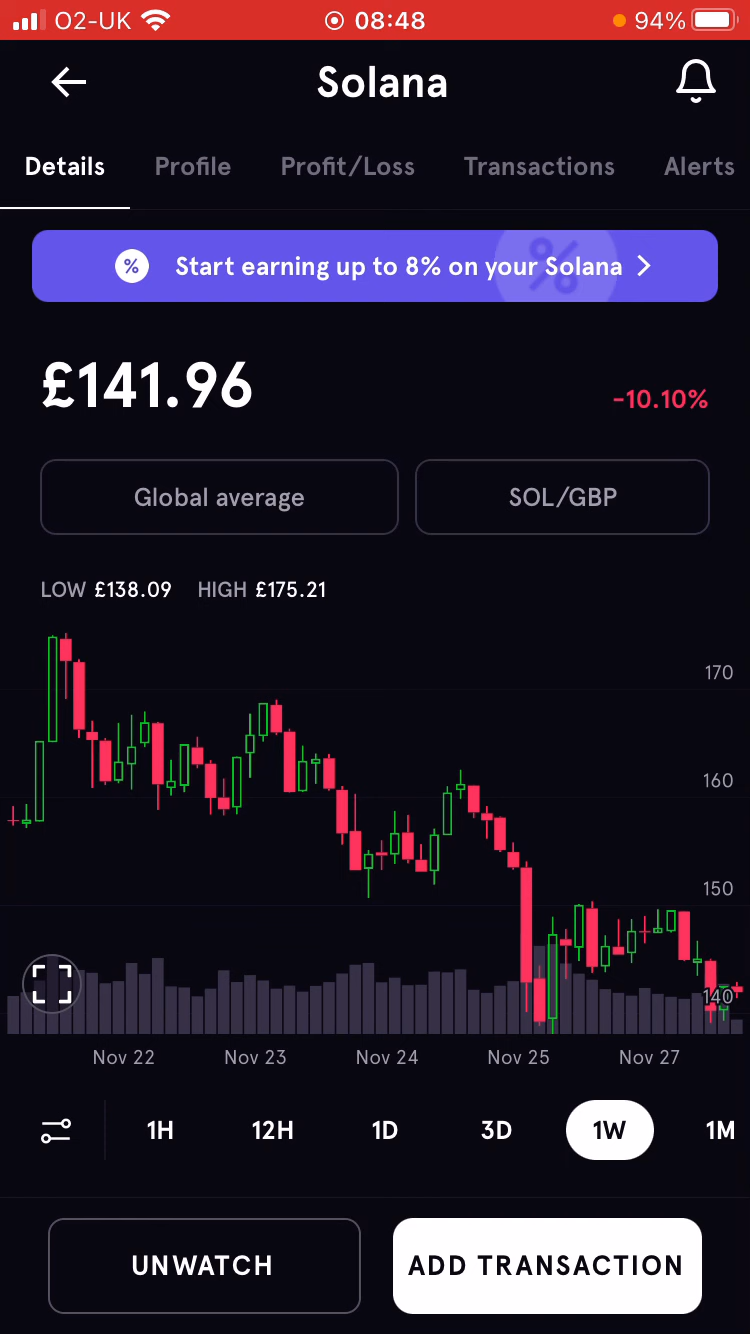 O2-UK 08:48 94%
Solana
Details Profile Profit/Loss Transactions Alerts
% Start earning up to 8% on your Solana
£141.96 -10.10%
Global average SOL/GBP
LOW £138.09 HIGH £175.21
170
160
150
140
Nov 22 Nov 23 Nov 24 Nov 25 Nov 27
1H 12H 1D 3D 1W 1M
UNWATCH ADD TRANSACTION